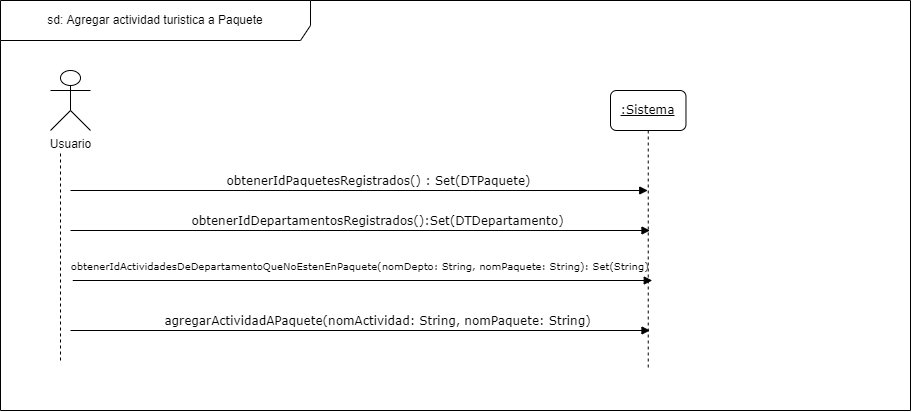 sd: Agregar actividad turistica a Paquete
:Sistema
Usuario
obtenerIdPaquetesRegistrados() : Set(DTPaquete)
obtenerIdDepartamentosRegistrados():Set(DTDepartamento)
obtenerIdActividadesDeDepartamentoQueNoEstenEnPaquete(nomDepto: String, nomPaquete: String): Set(String)
agregarActividadAPaquete(nomActividad: String, nomPaquete: String)